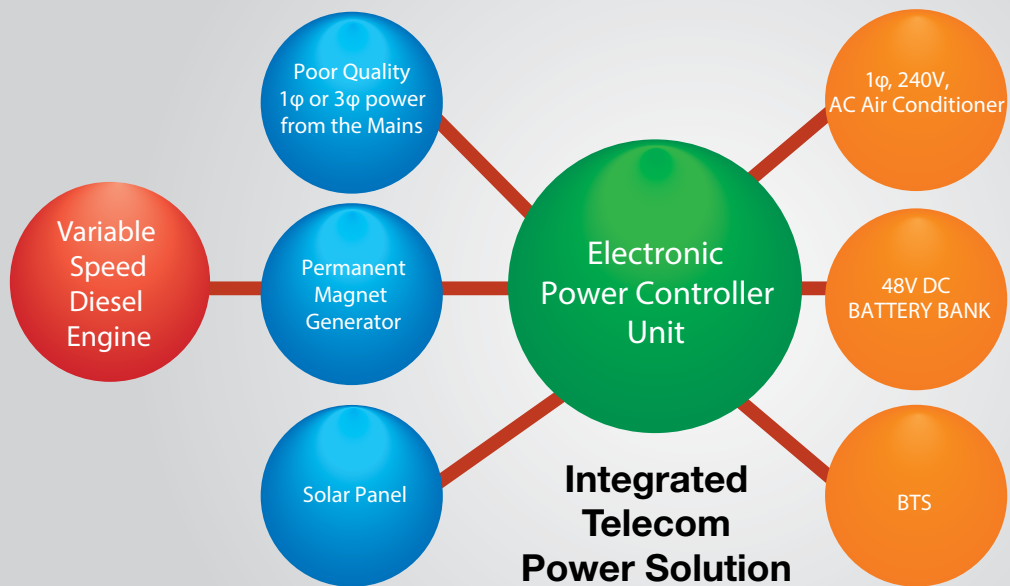 Poor Quality
1φ or 3φ power
from the Mains
1φ, 240V,
AC Air Conditioner
Variable
Speed
Diesel
Engine
Permanent
Magnet
Generator
Electronic
Power Controller
Unit
48V DC
BATTERY BANK
Solar Panel
BTS
Integrated
Telecom
Power Solution